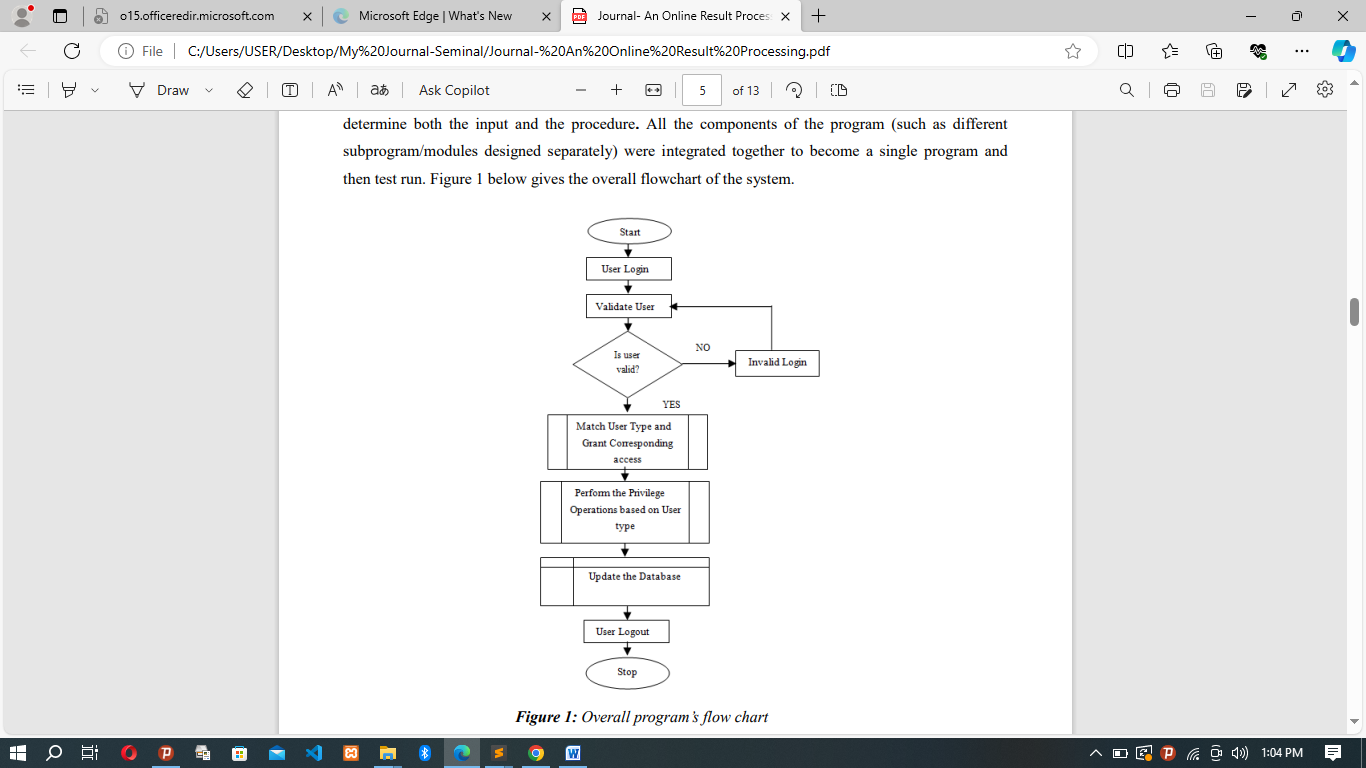 o15.officeredir.microsoft.com
Microsoft Edge | What's New
Journal- An Online Result Proces
File
C:/Users/USER/Desktop/My%20Journal-Seminal/Journal-%20An%20Online%20Result%20Processing.pdf
Draw
aあ
Ask Copilot
5
of 13
determine both the input and the procedure. All the components of the program (such as different
subprogram/modules designed separately) were integrated together to become a single program and
then test run. Figure 1 below gives the overall flowchart of the system.
Start
User Login
Validate User
Is user
valid?
NO
Invalid Login
YES
Match User Type and
Grant Corresponding
access
Perform the Privilege
Operations based on User
type
Update the Database
User Logout
Stop
Figure 1: Overall program's flow chart
1:04 PM